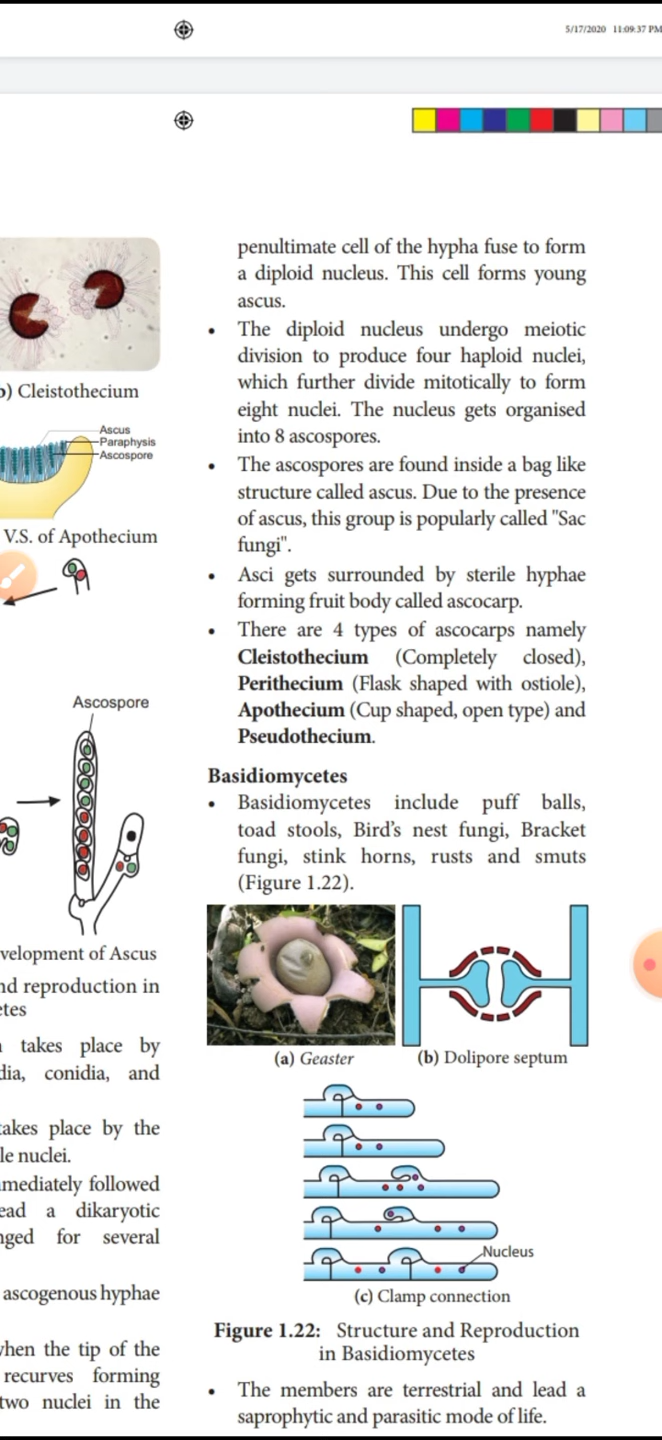 5/17/2020 11:09:37 PM
b) Cleistothecium
Ascus
Paraphysis
Ascospore
V.S. of Apothecium
Ascospore
velopment of Ascus
nd reproduction in
etes
takes place by
dia, conidia, and
takes place by the
le nuclei.
mediately followed
ead a dikaryotic
nged for several
ascogenous hyphae
when the tip of the
recurves forming
two nuclei in the
penultimate cell of the hypha fuse to form
a diploid nucleus. This cell forms young
ascus.
• The diploid nucleus undergo meiotic
division to produce four haploid nuclei,
which further divide mitotically to form
eight nuclei. The nucleus gets organised
into 8 ascospores.
• The ascospores are found inside a bag like
structure called ascus. Due to the presence
of ascus, this group is popularly called "Sac
fungi".
• Asci gets surrounded by sterile hyphae
forming fruit body called ascocarp.
• There are 4 types of ascocarps namely
Cleistothecium (Completely closed),
Perithecium (Flask shaped with ostiole),
Apothecium (Cup shaped, open type) and
Pseudothecium.
Basidiomycetes
• Basidiomycetes include puff balls,
toad stools, Bird's nest fungi, Bracket
fungi, stink horns, rusts and smuts
(Figure 1.22).
(a) Geaster
(b) Dolipore septum
Nucleus
(c) Clamp connection
Figure 1.22: Structure and Reproduction
in Basidiomycetes
• The members are terrestrial and lead a
saprophytic and parasitic mode of life.